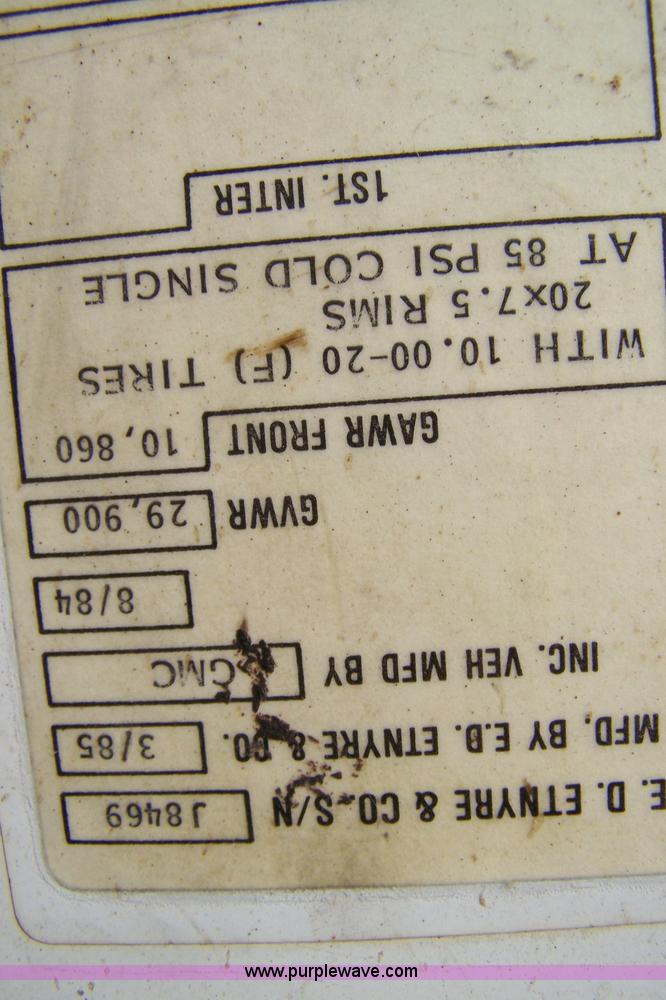 E. D. ETNYRE & CO. S/N J8469
MFD. BY E.D. ETNYRE & CO. 3/85
INC. VEH MFD BY GMC
8/84
GVWR 29,900
GAWR FRONT 10,860
WITH 10.00-20 (F) TIRES
20x7.5 RIMS
AT 85 PSI COLD SINGLE
1ST. INTER
www.purplewave.com